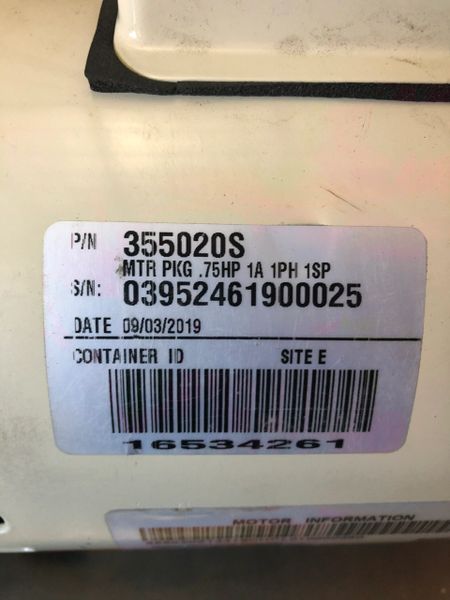 P/N 355020S
MTR PKG .75HP 1A 1PH 1SP
S/N: 03952461900025
DATE 09/03/2019
CONTAINER ID SITE E
16534261
MOTOR INFORMATION